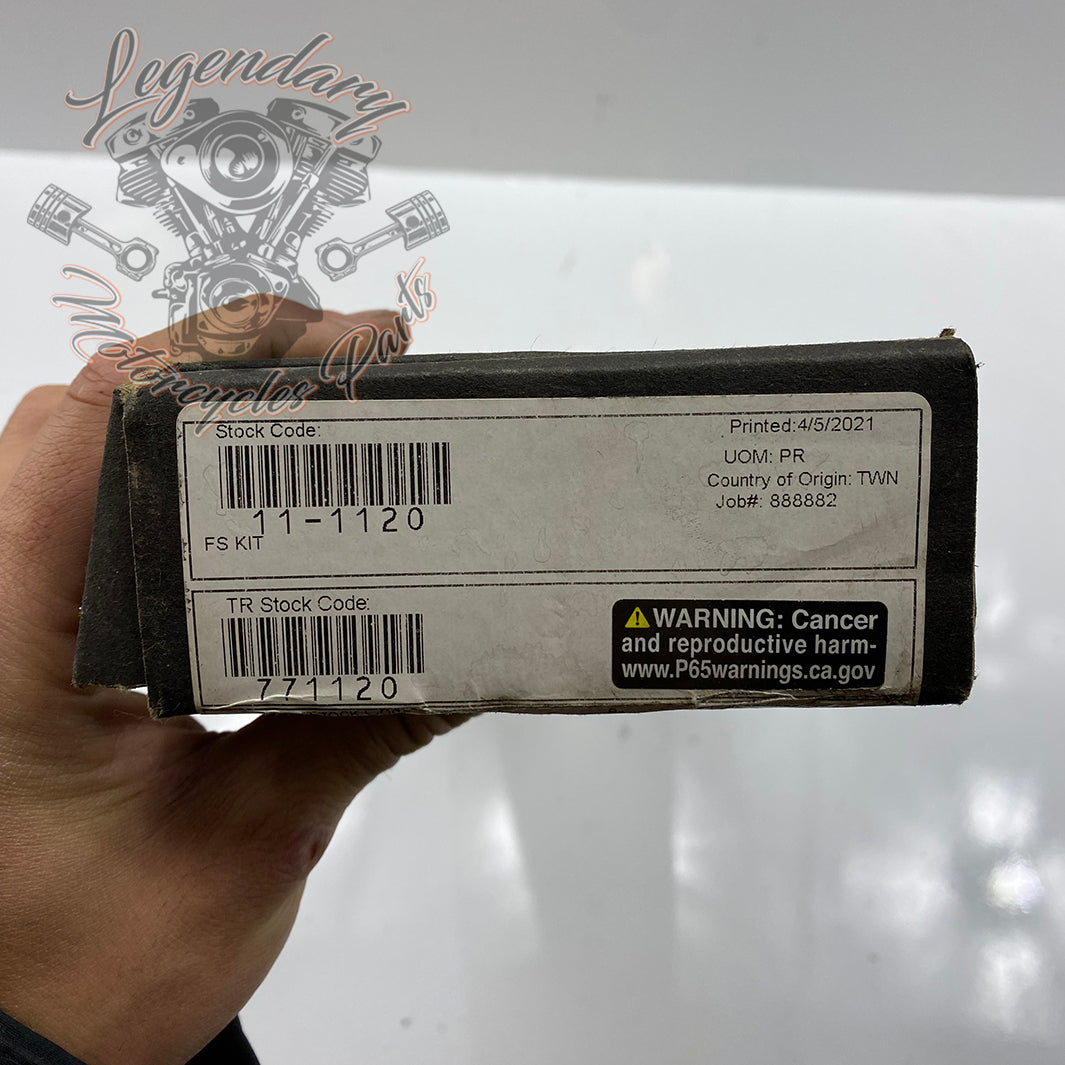 Legendary
Motorcycles Parts
Stock Code:
Printed:4/5/2021
UOM: PR
Country of Origin: TWN
Job#: 888882
11-1120
FS KIT
TR Stock Code:
771120
WARNING: Cancer
and reproductive harm-
www.P65warnings.ca.gov